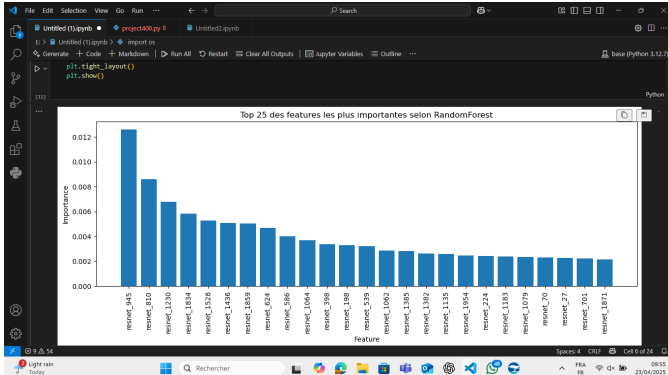 File Edit Selection View Go Run ... Search
Untitled (1).ipynb project400.py 8 Untitled2.ipynb
E: > Untitled (1).ipynb > import os
Generate + Code + Markdown Run All Restart Clear All Outputs Jupyter Variables Outline ... base (Python 3.12.7)
plt.tight_layout()
plt.show()
Python
Top 25 des features les plus importantes selon RandomForest
Importance
0.012
0.010
0.008
0.006
0.004
0.002
0.000
resnet_945 resnet_810 resnet_1230 resnet_1834 resnet_1528 resnet_1436 resnet_1859 resnet_624 resnet_586 resnet_1064 resnet_398 resnet_198 resnet_539 resnet_1062 resnet_1385 resnet_1382 resnet_1135 resnet_1954 resnet_224 resnet_1183 resnet_1079 resnet_70 resnet_27 resnet_701 resnet_1871
Feature
9 54 Spaces: 4 CRLF Cell 6 of 24
Light rain
Today
Rechercher
FRA
FR
09:55
23/04/2025